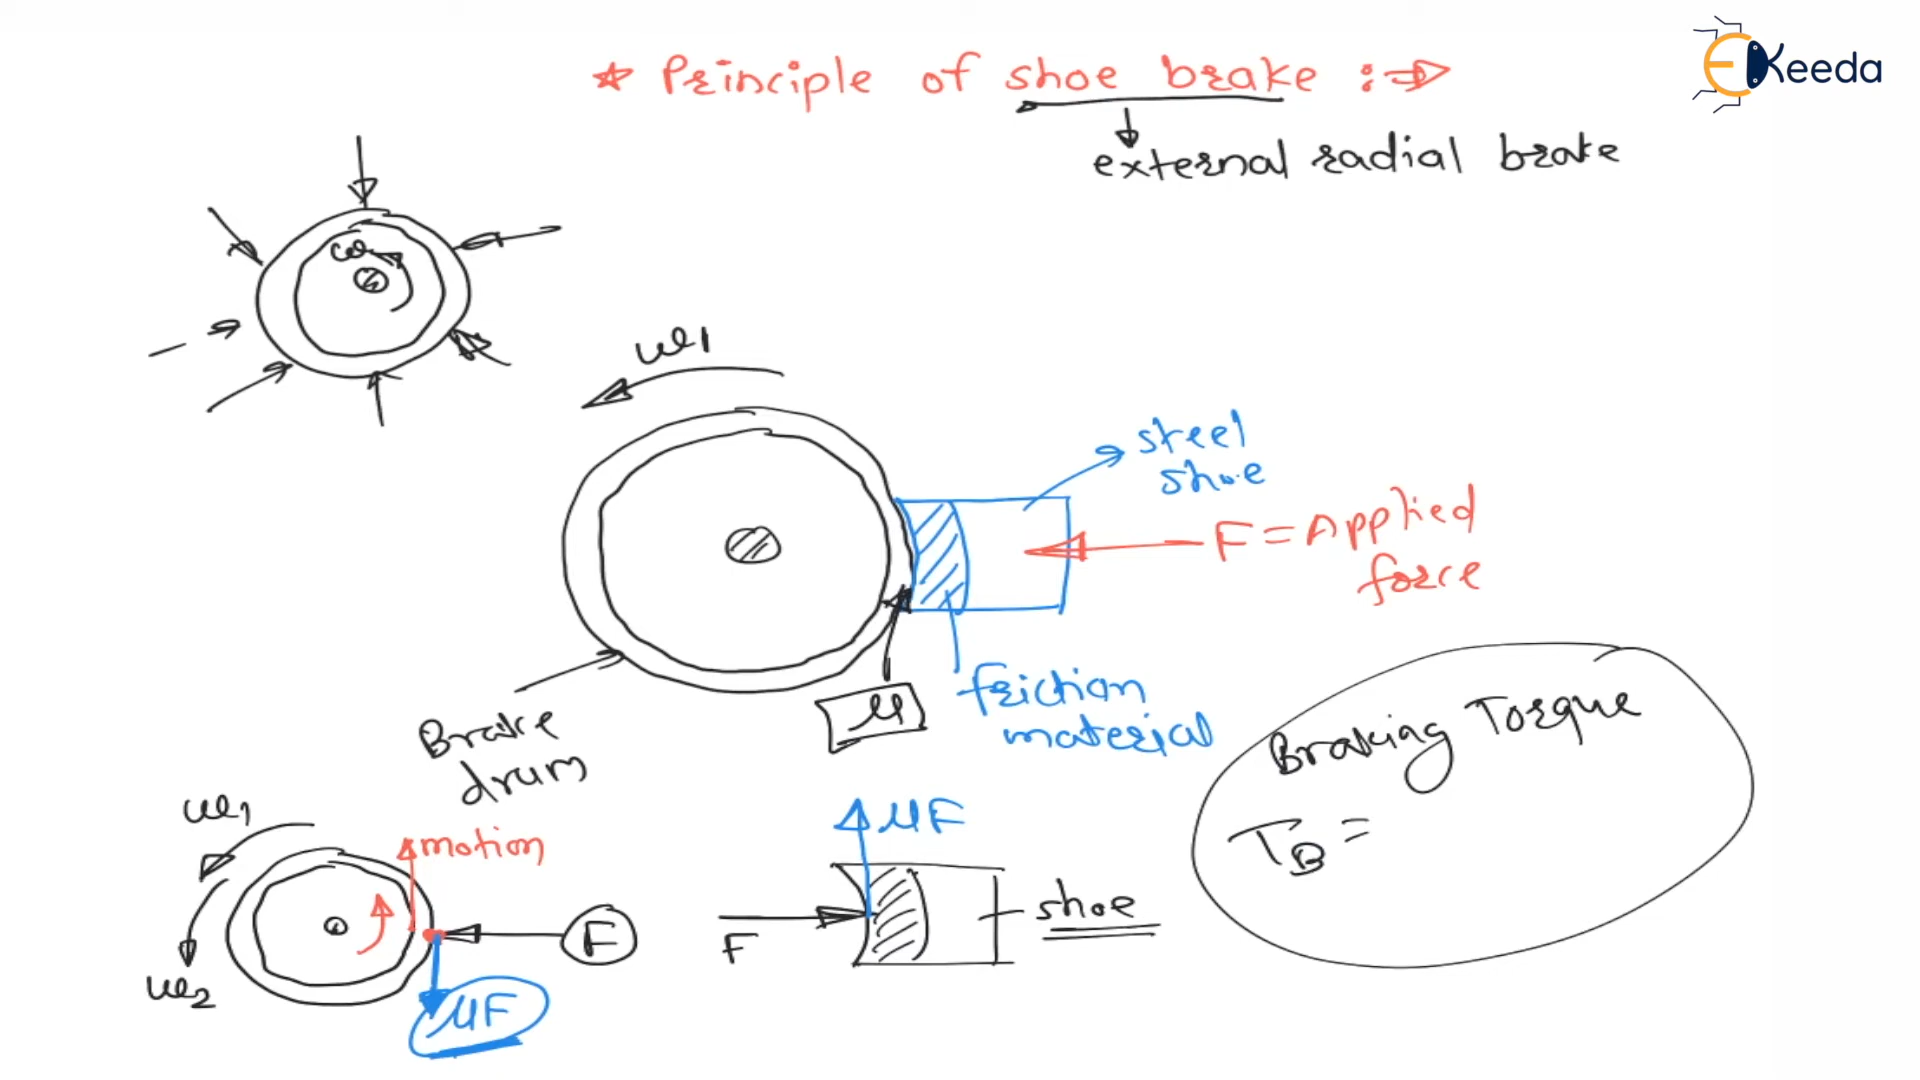 * Principle of shoe brake :⇒
EKeeda
external radial brake
ω
ω1
steel
shoe
F = Applied
force
friction
material
μ
Brake
drum
Braking Torque
TB =
ω1
motion
μF
F
F
shoe
ω2
μF